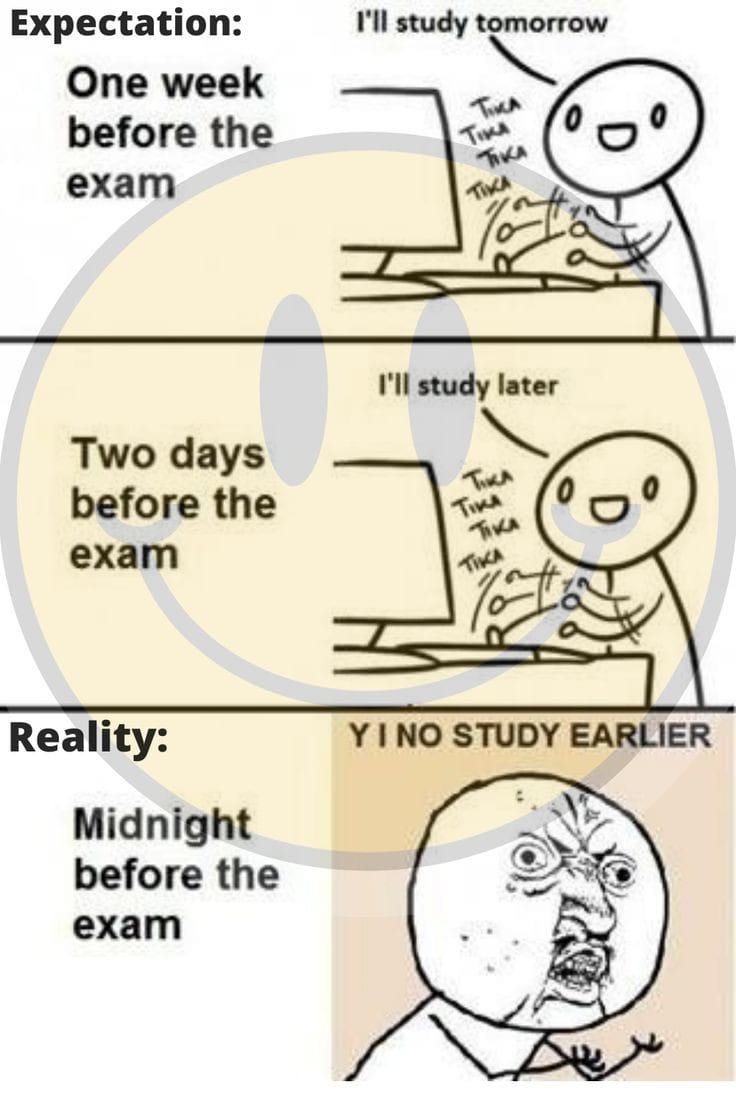 Expectation:
I'll study tomorrow
One week
before the
exam
TIKA
TIKA
TIKA
TIKA
I'll study later
Two days
before the
exam
TIKA
TIKA
TIKA
TIKA
Reality:
Y I NO STUDY EARLIER
Midnight
before the
exam